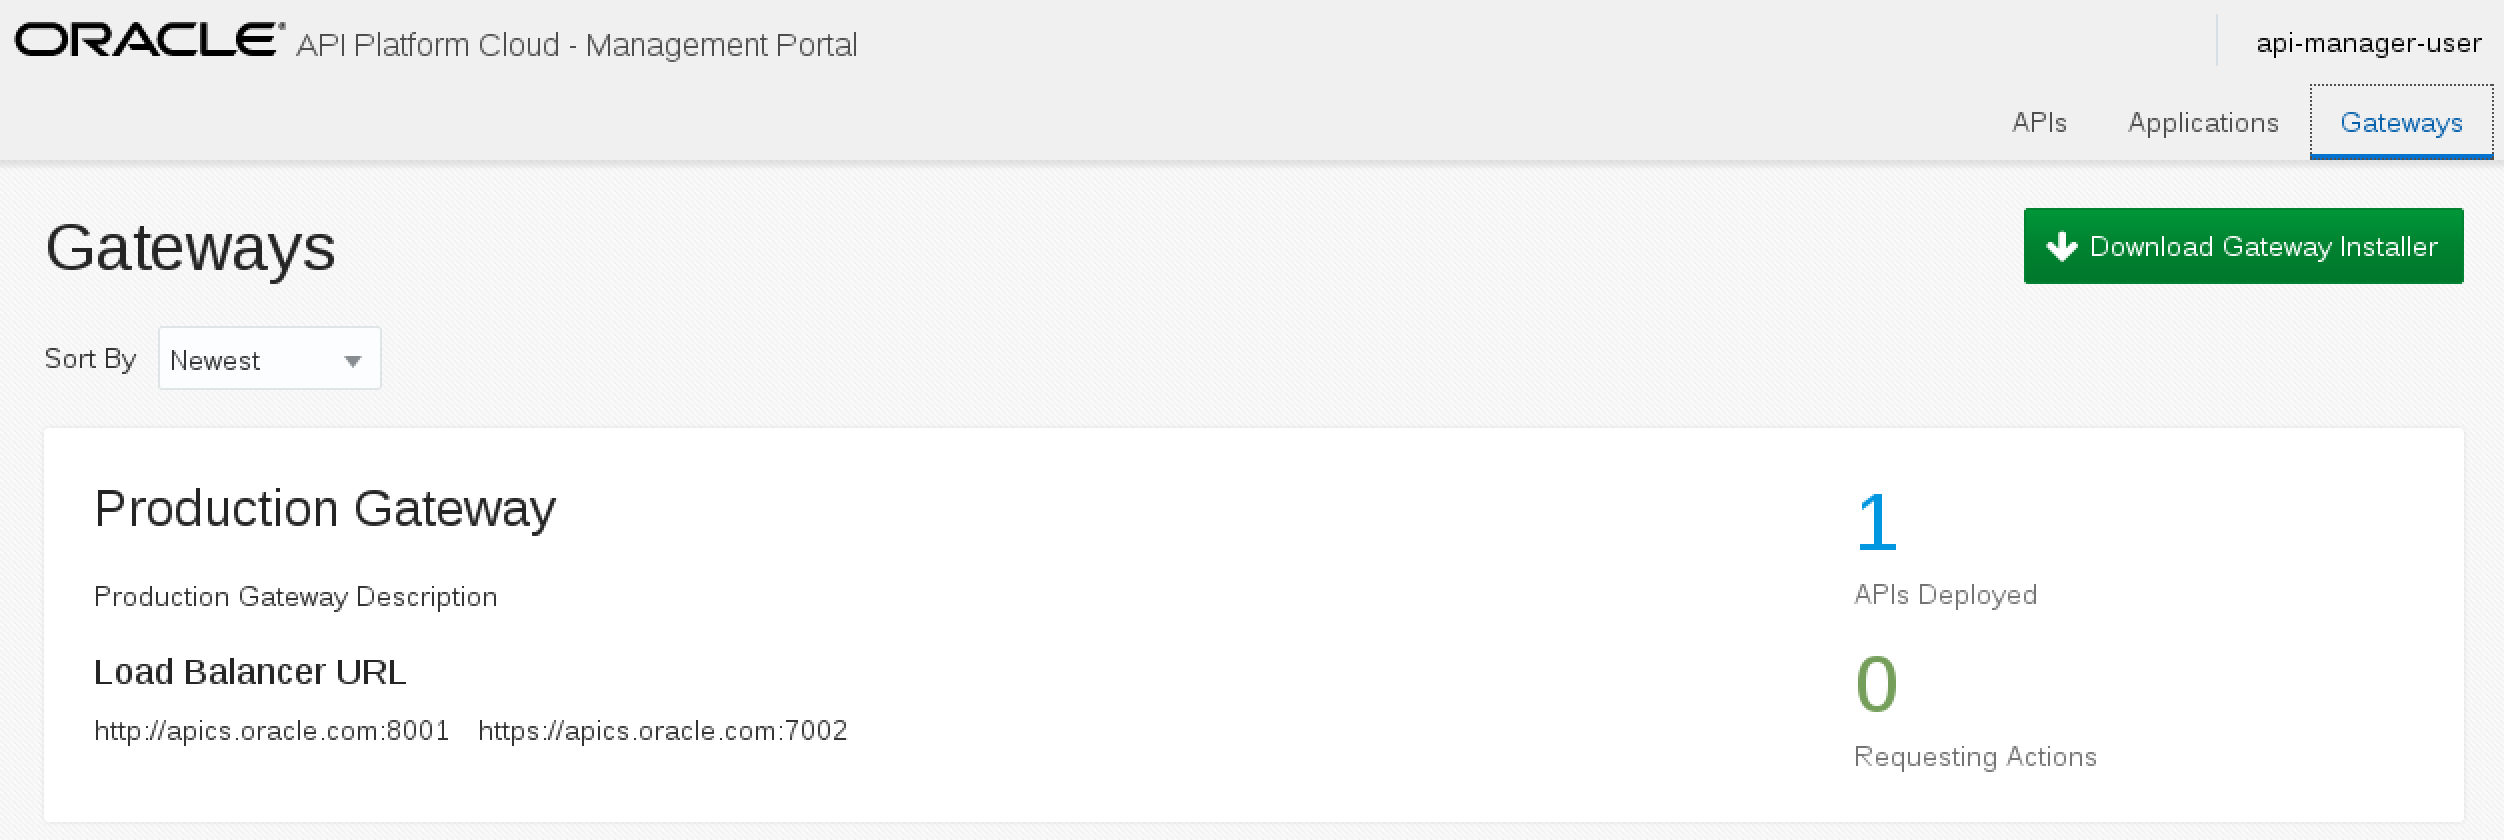 ORACLE® API Platform Cloud - Management Portal
api-manager-user
APIs Applications Gateways
Gateways
Download Gateway Installer
Sort By Newest
Production Gateway
1
Production Gateway Description
APIs Deployed
Load Balancer URL
0
http://apics.oracle.com:8001 https://apics.oracle.com:7002
Requesting Actions